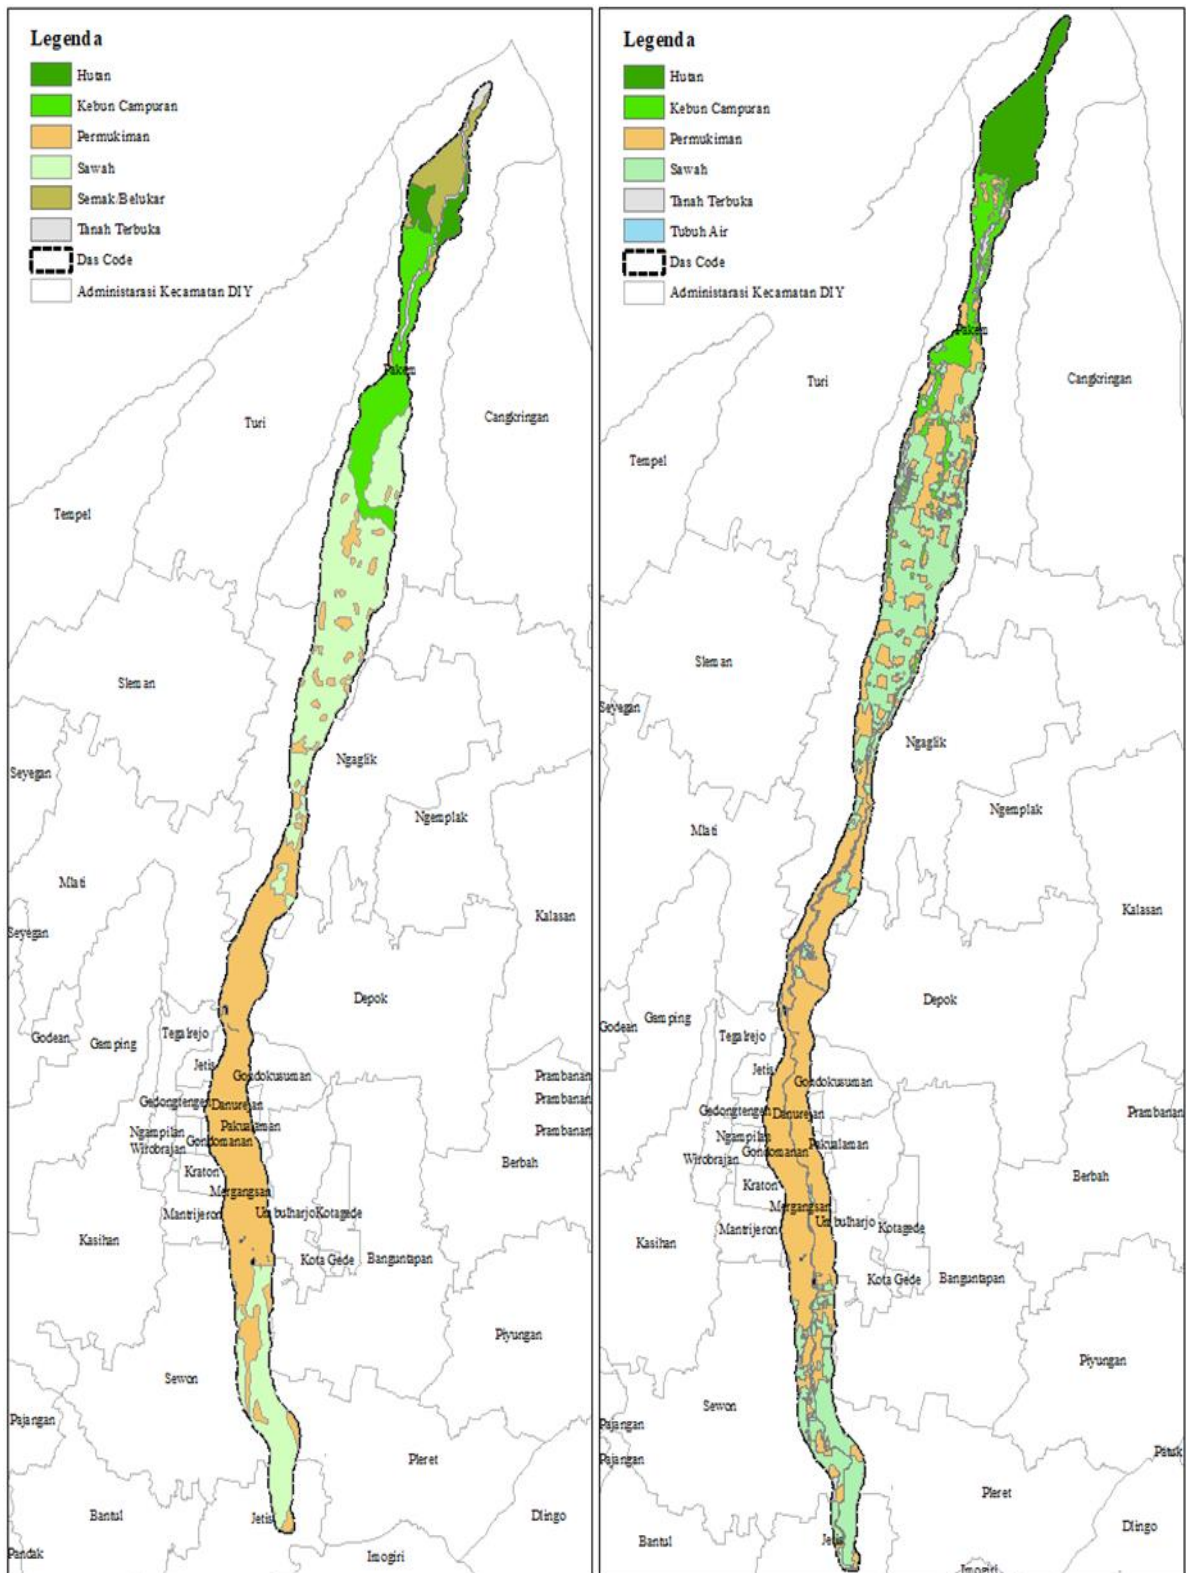 Legenda
Hutan
Kebun Campuran
Permukiman
Sawah
Semak Belukar
Tanah Terbuka
Das Code
Administarasi Kecamatan DIY
Pakem
Turi
Cangkringan
Tempel
Sleman
Ngaglik
Seyegan
Ngemplak
Mlati
Kalasan
Seyegan
Depok
Godean
Gamping
Tegalrejo
Jetis
Gondokusuman
Prambanan
Gedongtengen
Danurejan
Prambanan
Pakualaman
Ngampilan
Prambanan
Gondomanan
Wirobrajan
Berbah
Kraton
Mergangsan
Mantrijeron
Umbulharjo
Kotagede
Kasihan
Kota Gede
Banguntapan
Piyungan
Sewon
Pajangan
Pleret
Bantul
Jetis
Dlingo
Pandak
Imogiri
Legenda
Hutan
Kebun Campuran
Permukiman
Sawah
Tanah Terbuka
Tubuh Air
Das Code
Administarasi Kecamatan DIY
Pakem
Turi
Cangkringan
Tempel
Sleman
Seyegan
Ngaglik
Ngemplak
Mlati
Kalasan
Depok
Godean
Gamping
Tegalrejo
Jetis
Gondokusuman
Gedongtengen
Danurejan
Prambanan
Ngampilan
Pakualaman
Gondomanan
Wirobrajan
Berbah
Kraton
Mergangsan
Mantrijeron
Umbulharjo
Kotagede
Kasihan
Kota Gede
Banguntapan
Piyungan
Sewon
Pajangan
Patuk
Pajangan
Pleret
Dlingo
Bantul
Jetis
Imogiri